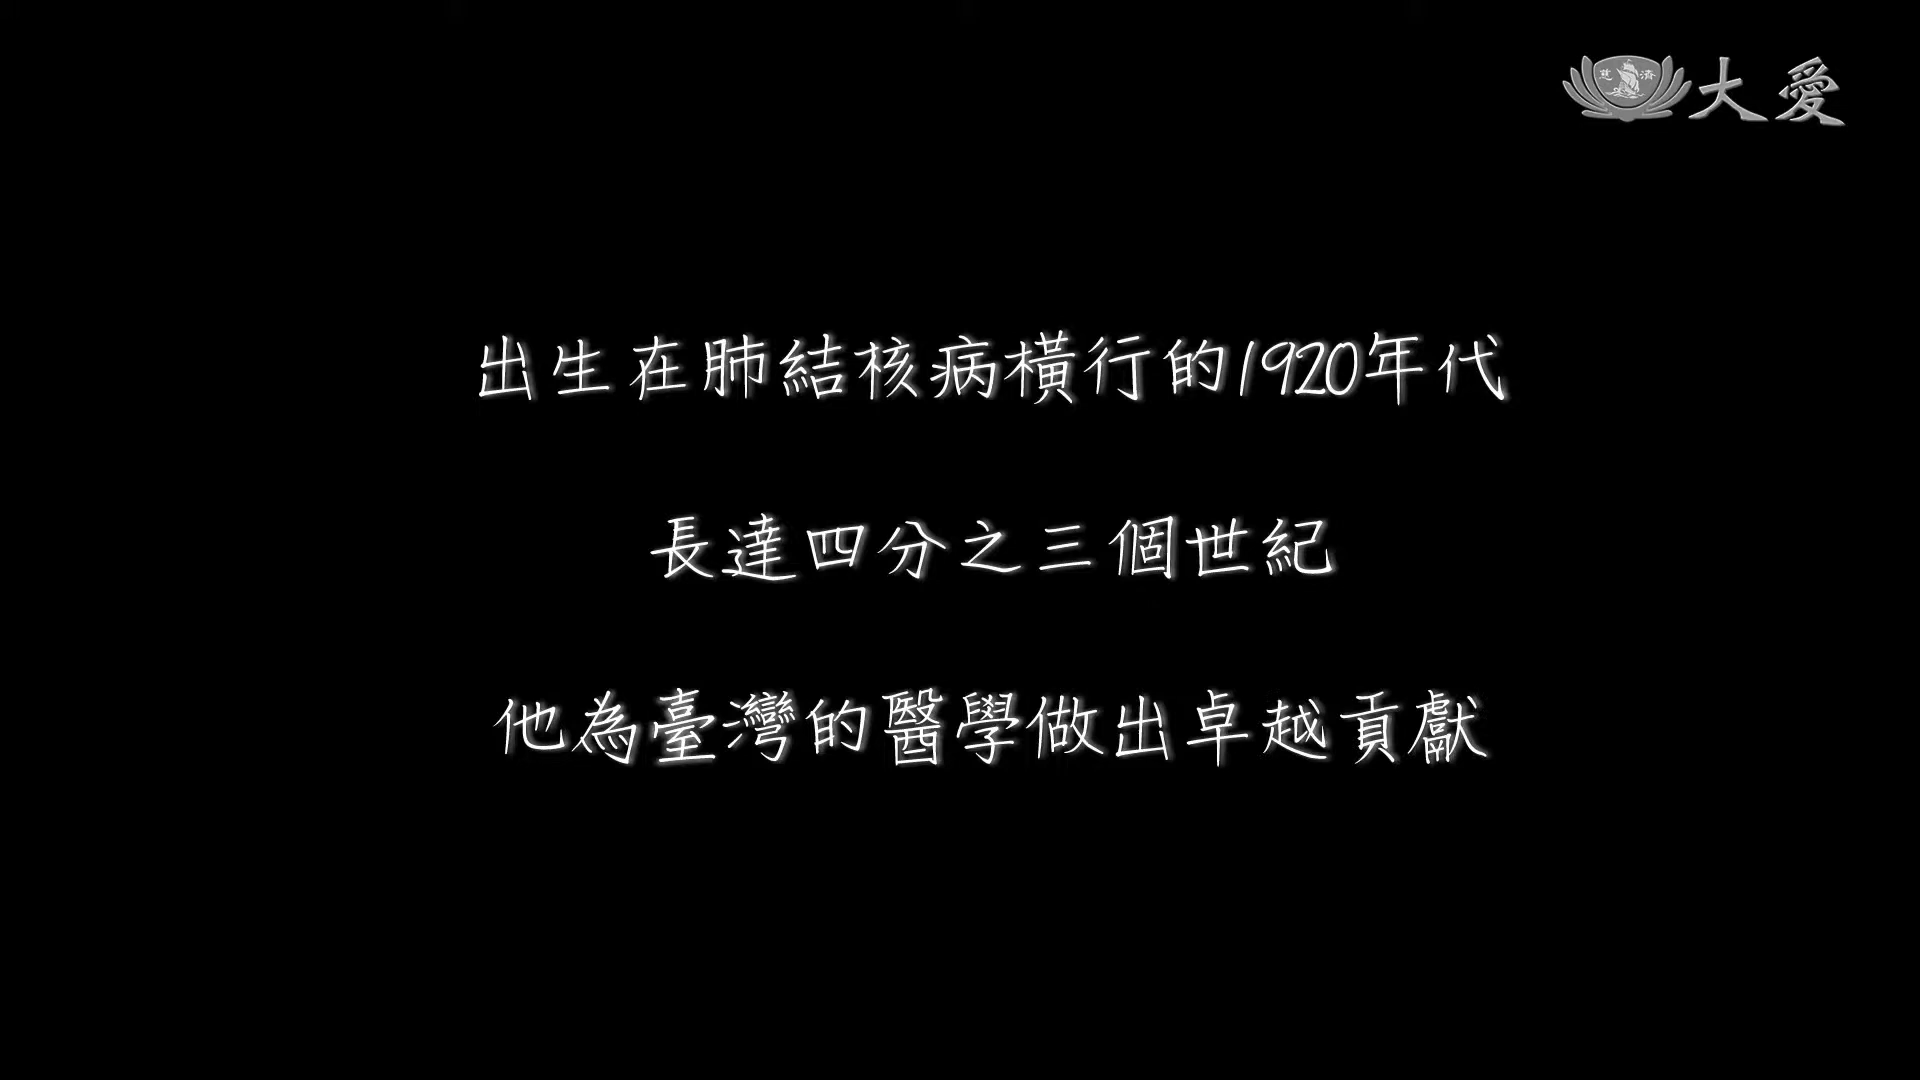 慈濟 大愛
出生在肺結核病橫行的1920年代
長達四分之三個世紀
他為臺灣的醫學做出卓越貢獻